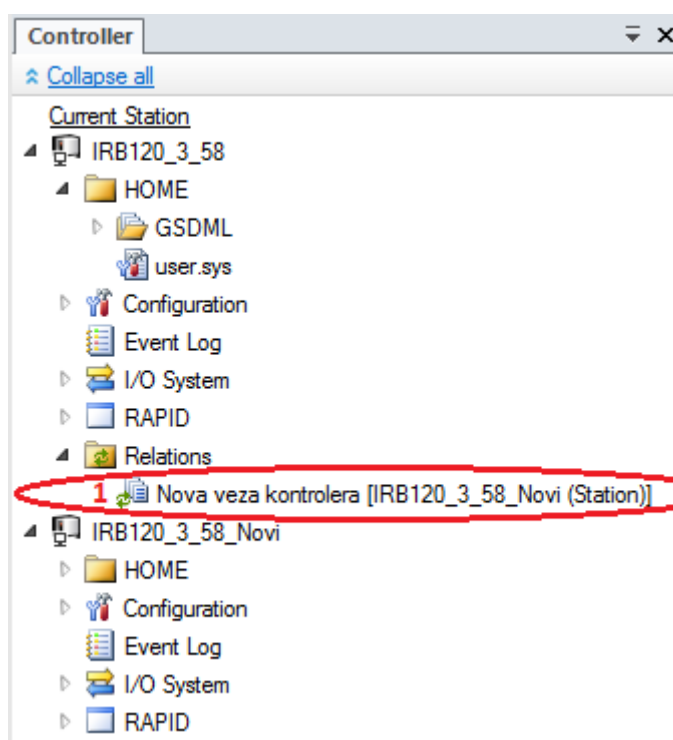 Controller
Collapse all
Current Station
IRB120_3_58
HOME
GSDML
user.sys
Configuration
Event Log
I/O System
RAPID
Relations
1 Nova veza kontrolera [IRB120_3_58_Novi (Station)]
IRB120_3_58_Novi
HOME
Configuration
Event Log
I/O System
RAPID